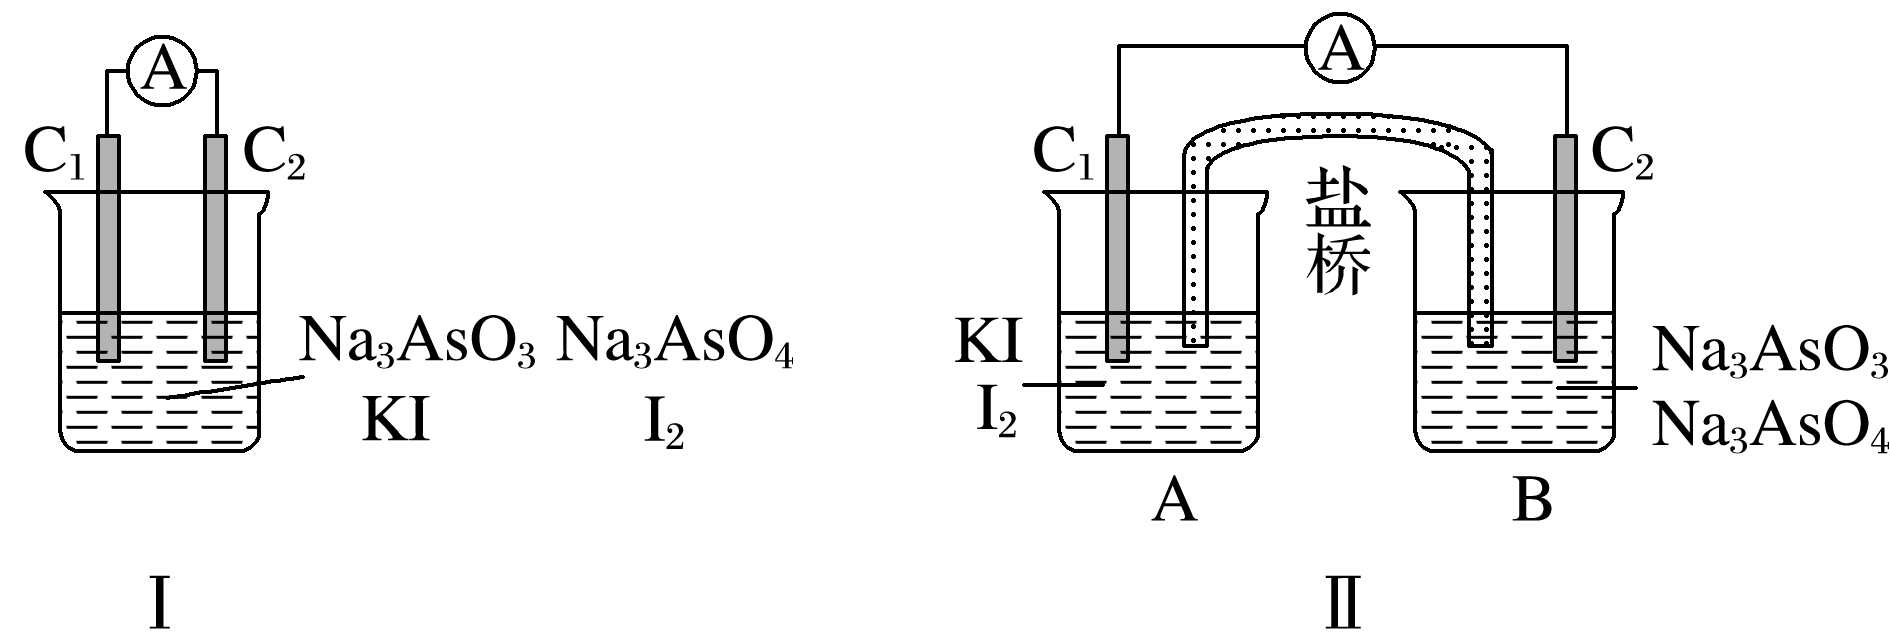 A
C₁ C₂
Na₃AsO₃ Na₃AsO₄
KI I₂
Ⅰ
A
C₁ C₂
盐
桥
KI
I₂
Na₃AsO₃
Na₃AsO₄
A B
Ⅱ